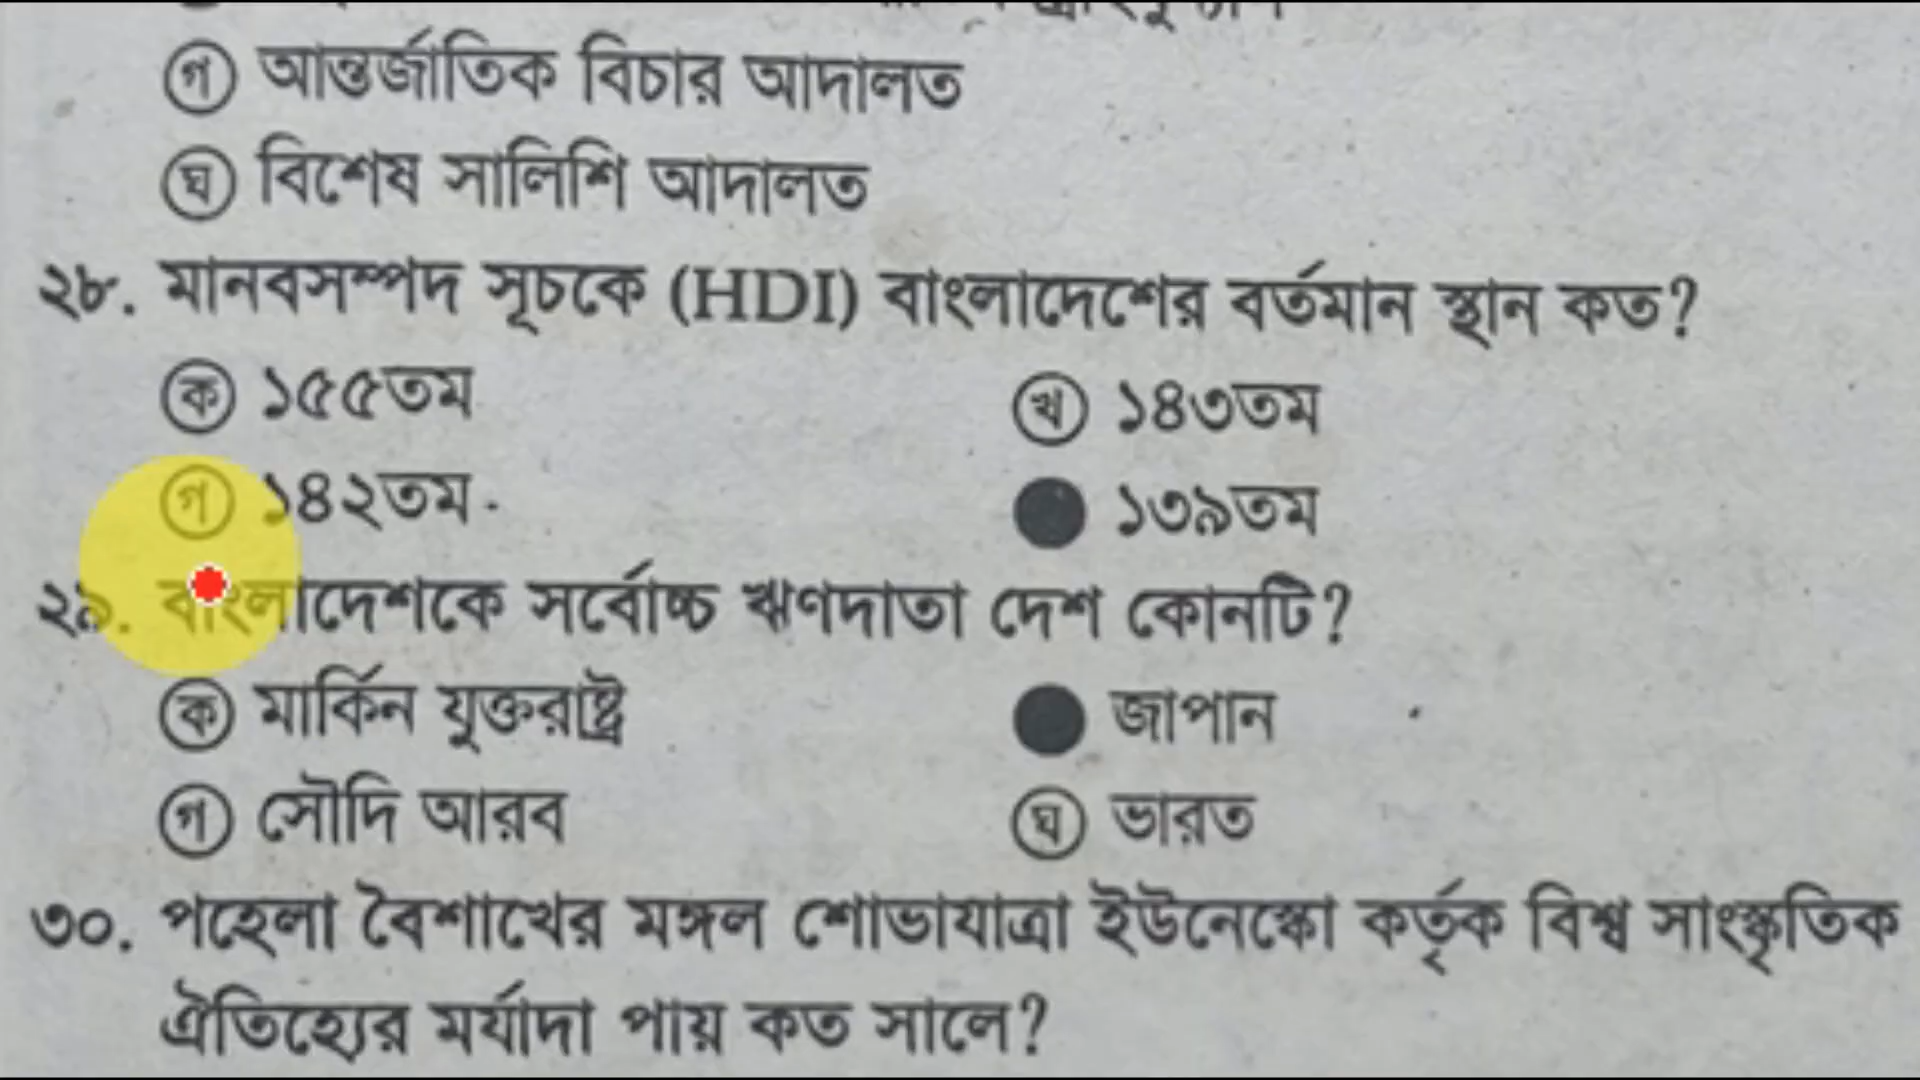 গ আন্তর্জাতিক বিচার আদালত
ঘ বিশেষ সালিশি আদালত
২৮. মানবসম্পদ সূচকে (HDI) বাংলাদেশের বর্তমান স্থান কত?
ক ১৫৫তম খ ১৪৩তম
গ ১৪২তম ১৩৯তম
২৯. বাংলাদেশকে সর্বোচ্চ ঋণদাতা দেশ কোনটি?
ক মার্কিন যুক্তরাষ্ট্র জাপান
গ সৌদি আরব ঘ ভারত
৩০. পহেলা বৈশাখের মঙ্গল শোভাযাত্রা ইউনেস্কো কর্তৃক বিশ্ব সাংস্কৃতিক
ঐতিহ্যের মর্যাদা পায় কত সালে?